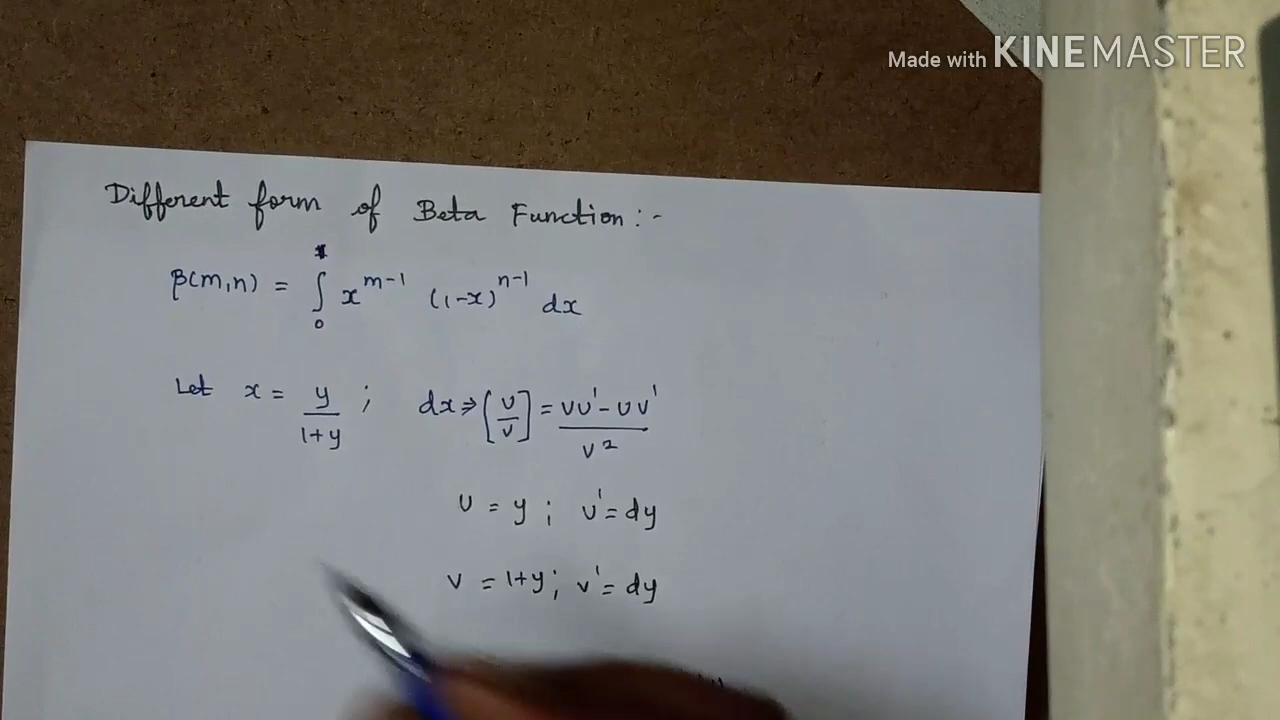 Made with KINEMASTER
Different form of Beta Function :-
β(m,n) = ∫₀ x^{m-1} (1-x)^{n-1} dx
Let x = y/(1+y) ; dx ⇒ [U/V] = (VU' - UV')/V²
U = y ; U' = dy
V = 1+y ; V' = dy